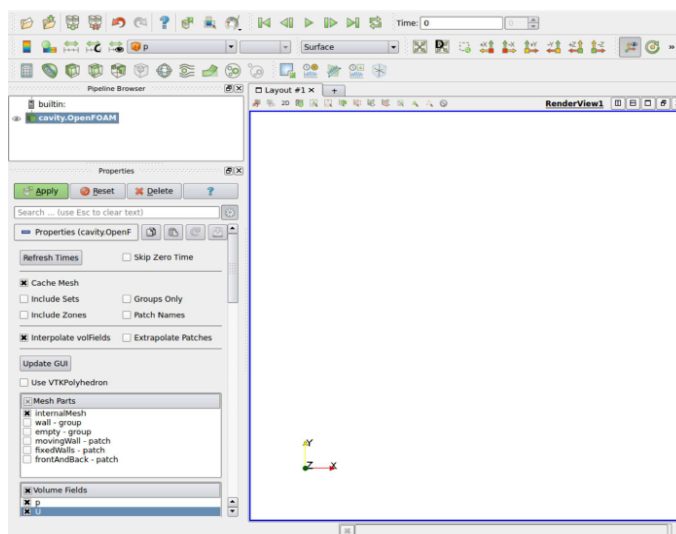 Time: 0
0
p
Surface
Pipeline Browser
Layout #1
builtin:
2D
RenderView1
cavity.OpenFOAM
Properties
Apply
Reset
Delete
?
Search ... (use Esc to clear text)
Properties (cavity.OpenF
Refresh Times
Skip Zero Time
Cache Mesh
Include Sets
Groups Only
Include Zones
Patch Names
Interpolate volFields
Extrapolate Patches
Update GUI
Use VTKPolyhedron
Mesh Parts
internalMesh
wall - group
empty - group
movingWall - patch
fixedWalls - patch
frontAndBack - patch
Y
Z X
Volume Fields
p
U